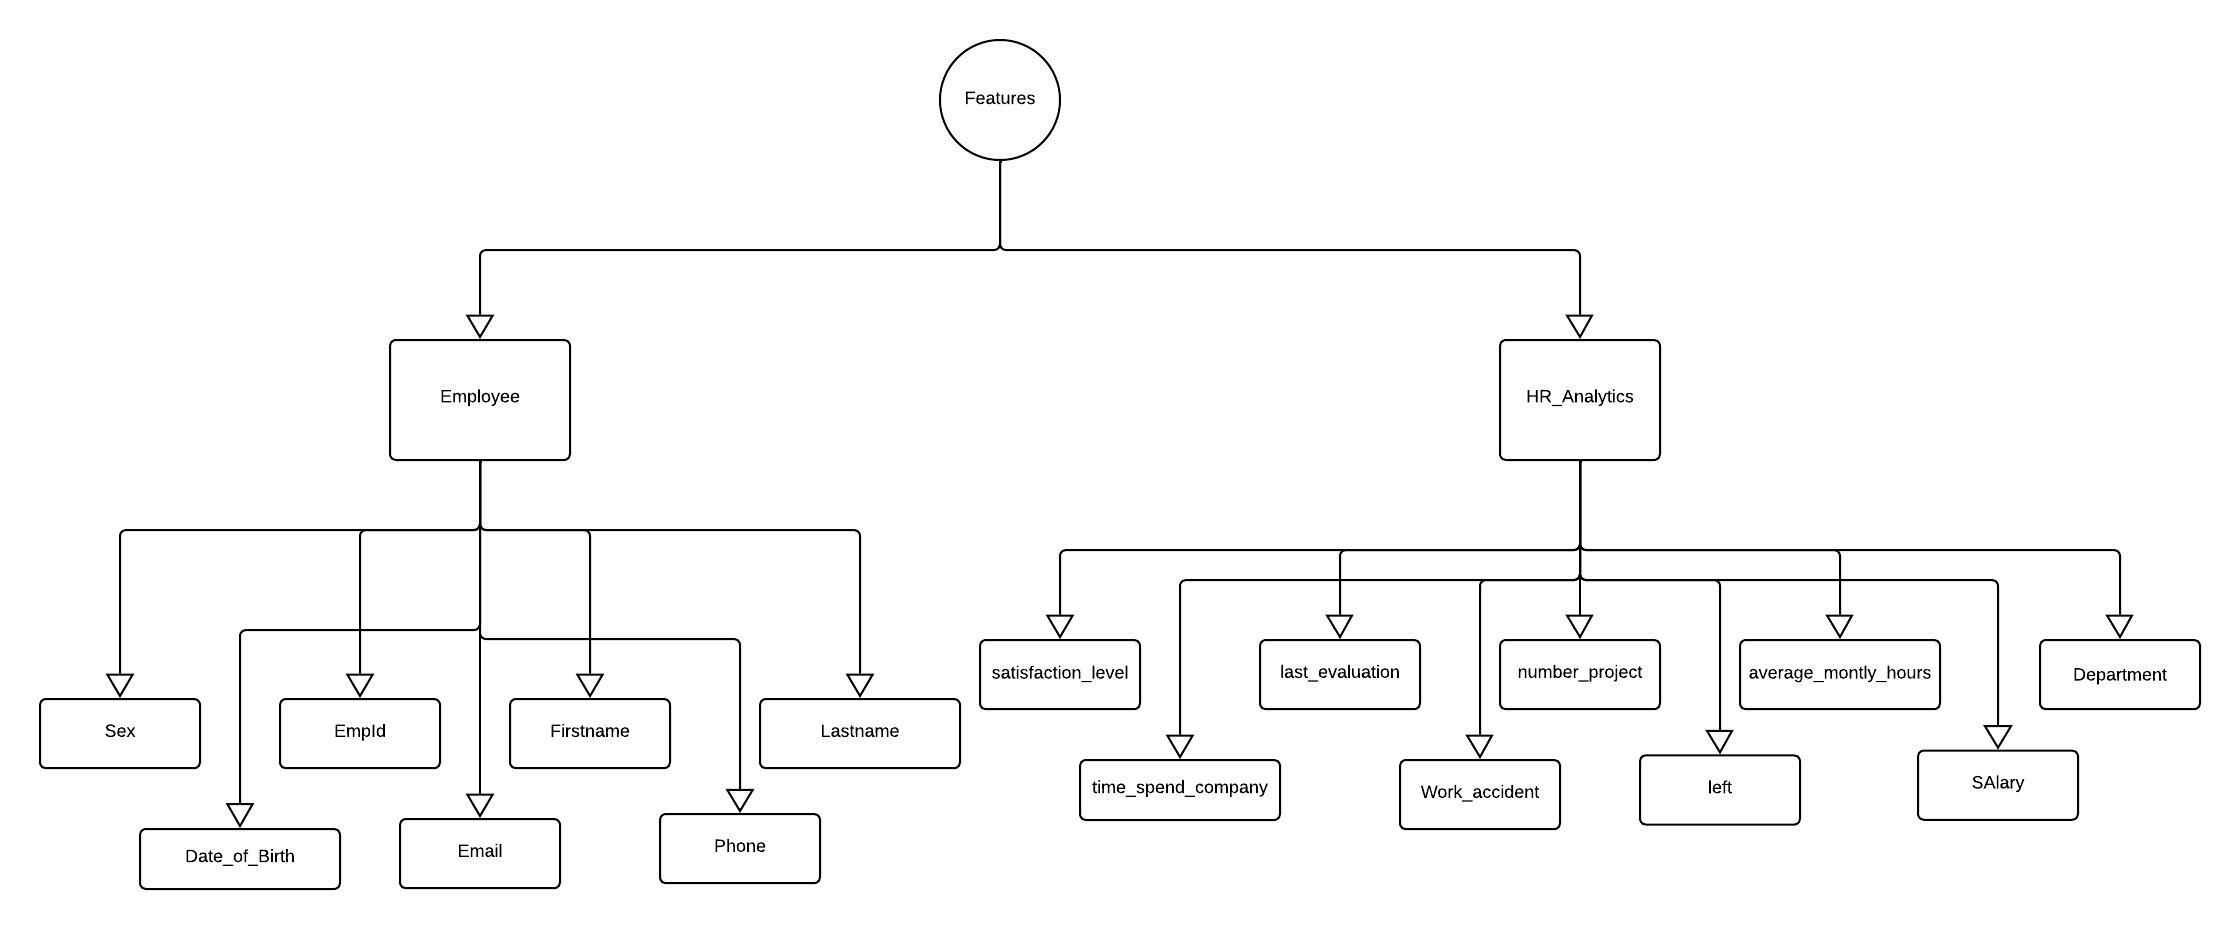 Features
Employee
HR_Analytics
satisfaction_level
last_evaluation
number_project
average_montly_hours
Department
Sex
EmpId
Firstname
Lastname
time_spend_company
Work_accident
left
SAlary
Date_of_Birth
Email
Phone